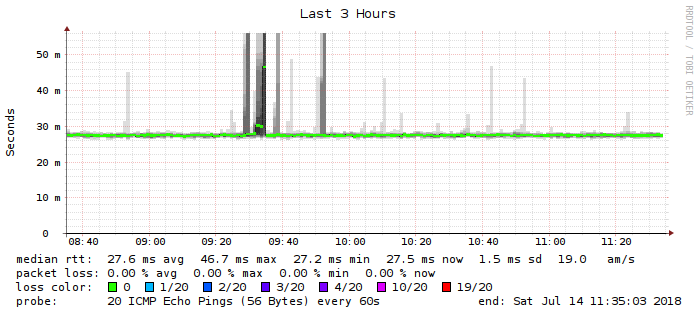 Last 3 Hours
RRDTOOL / TOBI OETIKER
Seconds
50 m
40 m
30 m
20 m
10 m
0
08:40 09:00 09:20 09:40 10:00 10:20 10:40 11:00 11:20
median rtt: 27.6 ms avg 46.7 ms max 27.2 ms min 27.5 ms now 1.5 ms sd 19.0 am/s
packet loss: 0.00 % avg 0.00 % max 0.00 % min 0.00 % now
loss color: 0 1/20 2/20 3/20 4/20 10/20 19/20
probe: 20 ICMP Echo Pings (56 Bytes) every 60s end: Sat Jul 14 11:35:03 2018